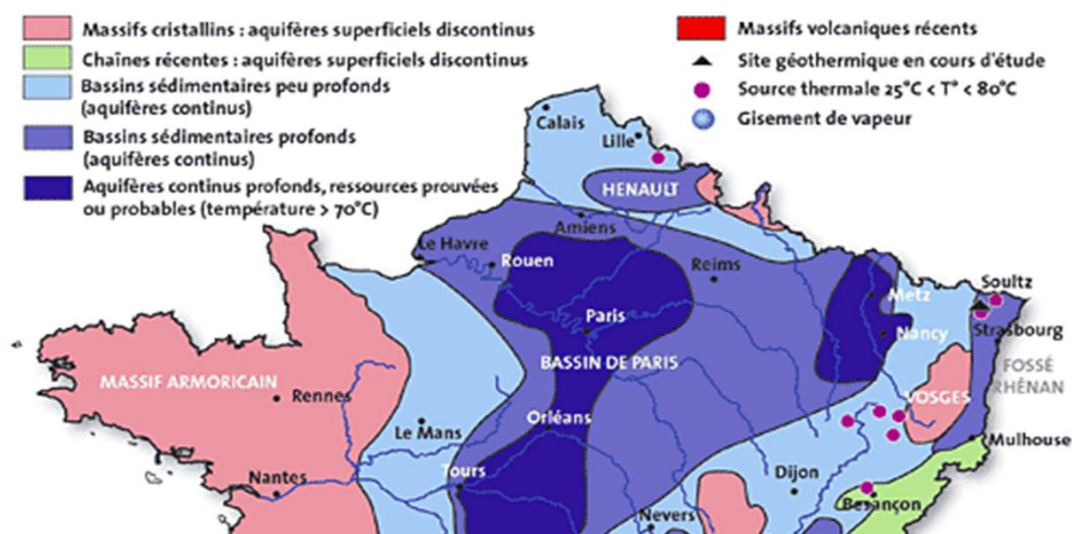 Massifs cristallins : aquifères superficiels discontinus
Chaînes récentes : aquifères superficiels discontinus
Bassins sédimentaires peu profonds
(aquifères continus)
Bassins sédimentaires profonds
(aquifères continus)
Aquifères continus profonds, ressources prouvées
ou probables (température > 70°C)
Massifs volcaniques récents
Site géothermique en cours d'étude
Source thermale 25°C < T° < 80°C
Gisement de vapeur
Calais
Lille
HENAULT
Amiens
Le Havre
Rouen
Reims
Soultz
Metz
Paris
Nancy
Strasbourg
BASSIN DE PARIS
FOSSÉ
RHÉNAN
MASSIF ARMORICAIN
Rennes
VOSGES
Orléans
Le Mans
Mulhouse
Tours
Dijon
Nantes
Besançon
Nevers